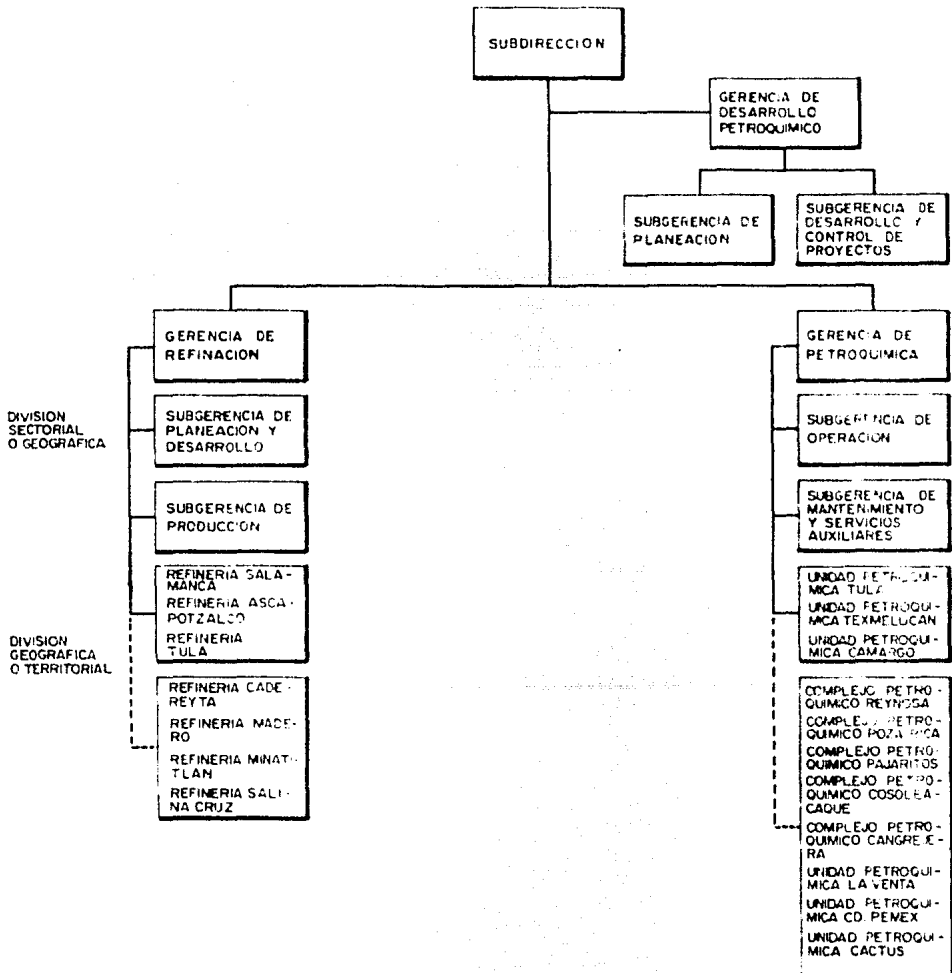 SUBDIRECCION
GERENCIA DE
DESARROLLO
PETROQUIMICO
SUBGERENCIA DE
PLANEACION
SUBGERENCIA DE
DESARROLLO Y
CONTROL DE
PROYECTOS
GERENCIA DE
REFINACION
DIVISION
SECTORIAL
O GEOGRAFICA
SUBGERENCIA DE
PLANEACION Y
DESARROLLO
SUBGERENCIA DE
PRODUCCION
REFINERIA SALA-
MANCA
REFINERIA ASCA-
POTZALCO
REFINERIA
TULA
DIVISION
GEOGRAFICA
O TERRITORIAL
REFINERIA CADE-
REYTA
REFINERIA MADE-
RO
REFINERIA MINATI-
TLAN
REFINERIA SALI-
NA CRUZ
GERENCIA DE
PETROQUIMICA
SUBGERENCIA DE
OPERACION
SUBGERENCIA DE
MANTENIMIENTO
Y SERVICIOS
AUXILIARES
UNIDAD PETROQUI-
MICA TULA
UNIDAD PETROQUI-
MICA TEXMELUCAN
UNIDAD PETROQUI-
MICA CAMARGO
COMPLEJO PETRO-
QUIMICO REYNOSA
COMPLEJO PETRO-
QUIMICO POZA RICA
COMPLEJO PETRO-
QUIMICO PAJARITOS
COMPLEJO PETRO-
QUIMICO COSOLEA-
CAQUE
COMPLEJO PETRO-
QUIMICO CANGREJE-
RA
UNIDAD PETROQUI-
MICA LA VENTA
UNIDAD PETROQUI-
MICA CD. PEMEX
UNIDAD PETROQUI-
MICA CACTUS